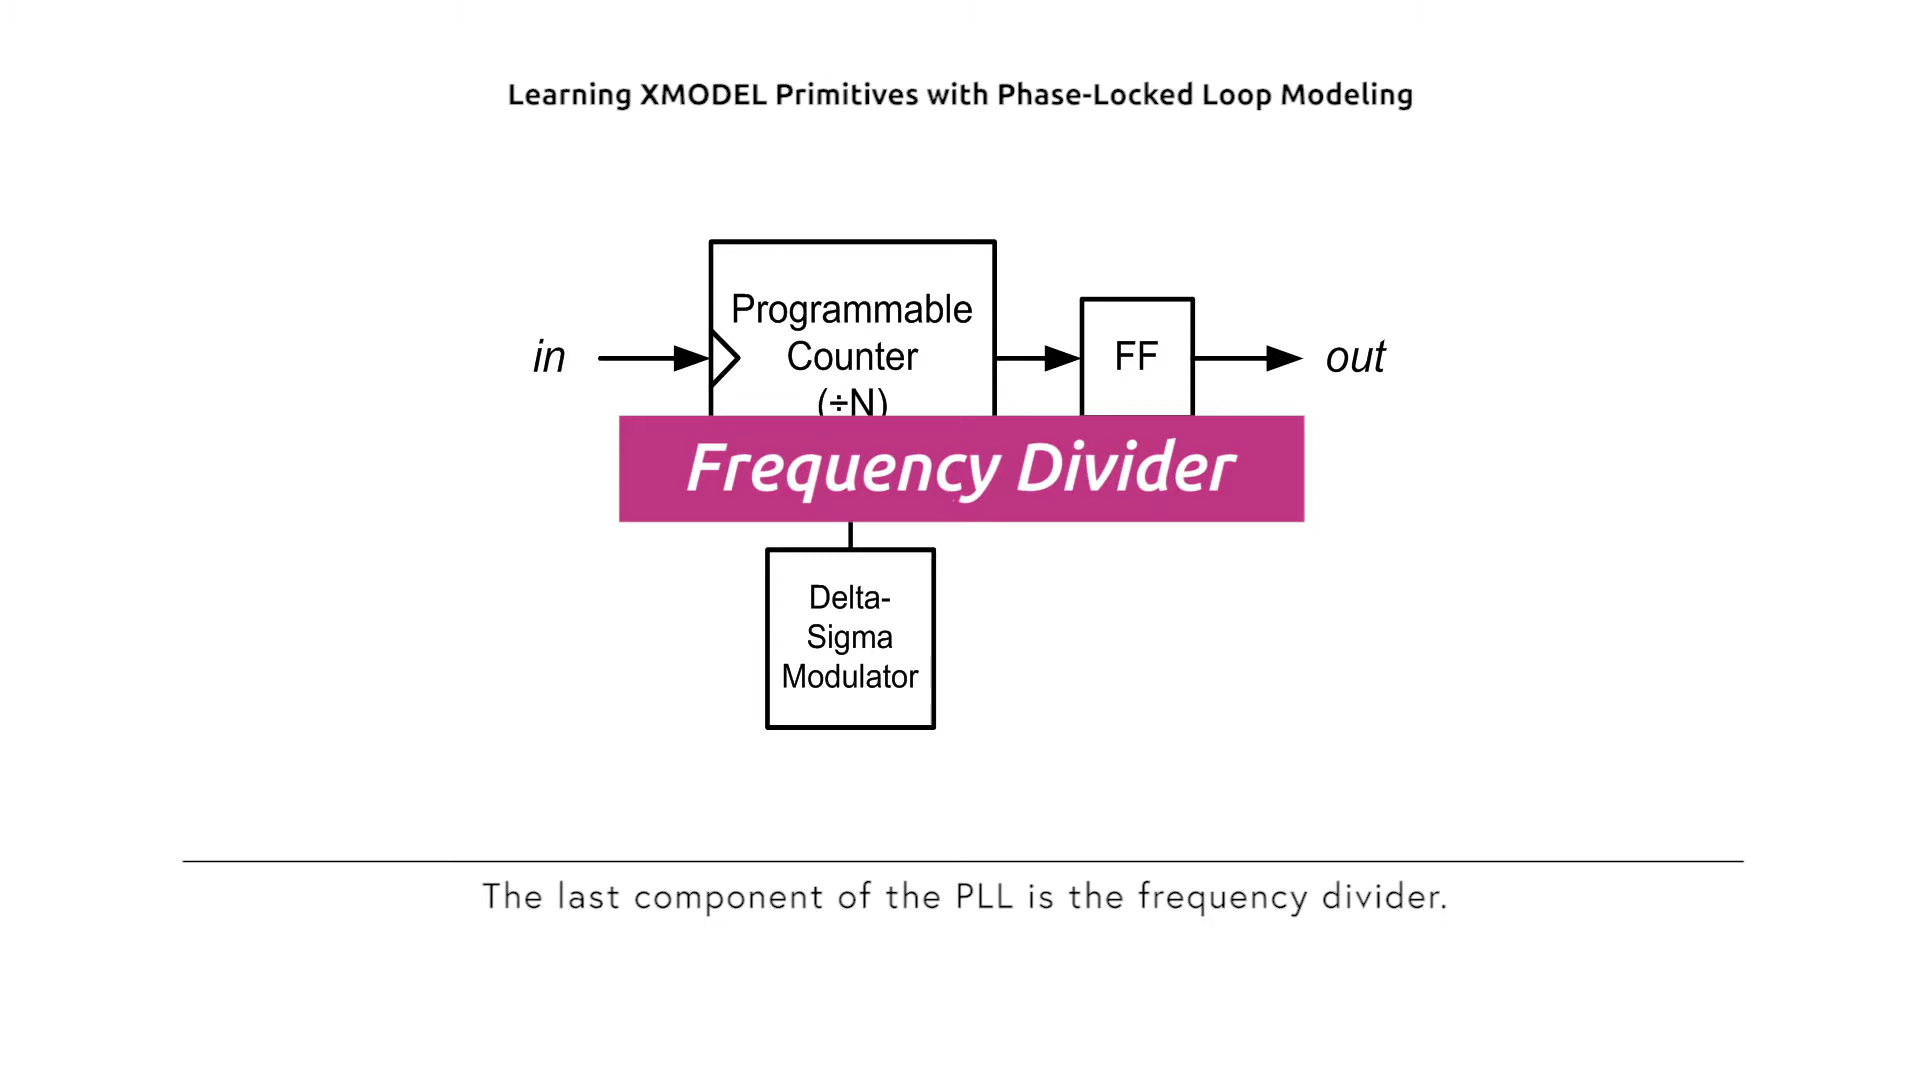 Learning XMODEL Primitives with Phase-Locked Loop Modeling
in
Programmable
Counter
(÷N)
FF
out
Frequency Divider
Delta-
Sigma
Modulator
The last component of the PLL is the frequency divider.